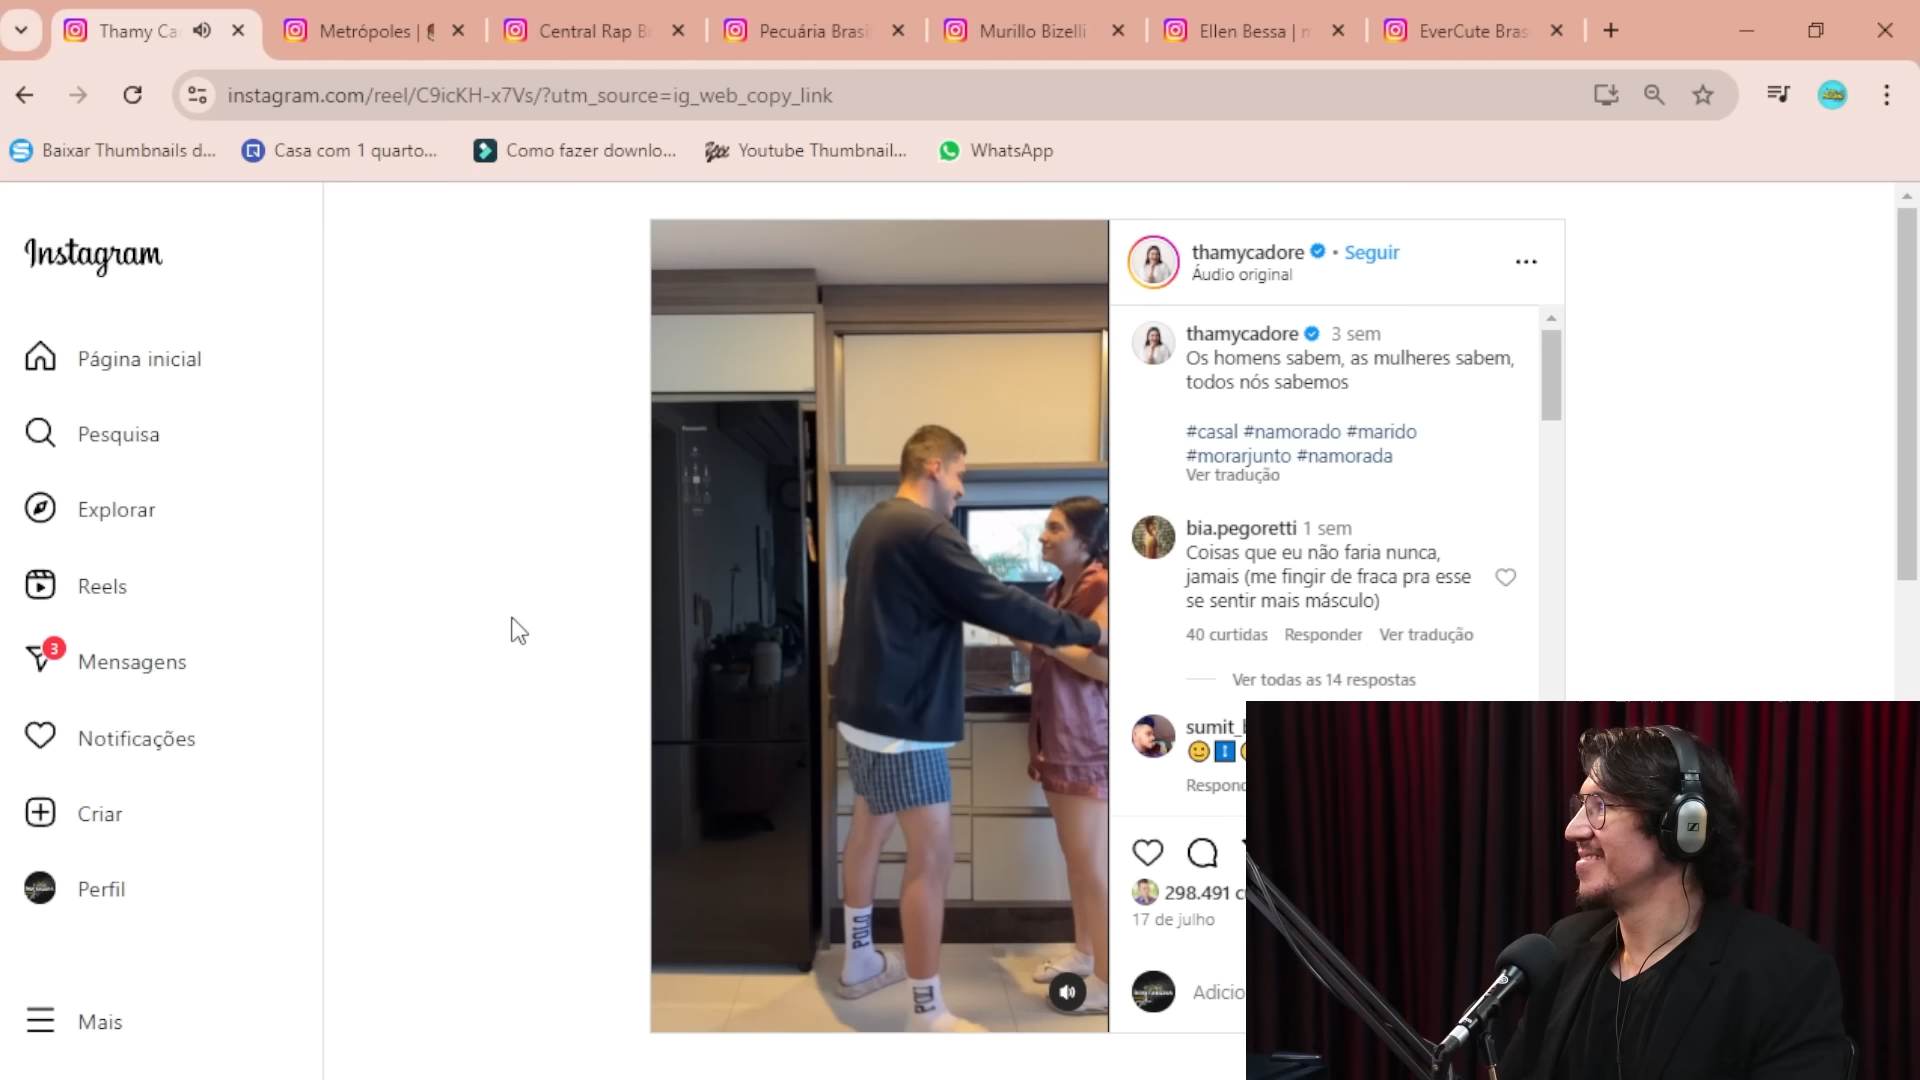 Thamy Ca
Metrópoles |
Central Rap B
Pecuária Brasil
Murillo Bizelli
Ellen Bessa | m
EverCute Bras
instagram.com/reel/C9icKH-x7Vs/?utm_source=ig_web_copy_link
Baixar Thumbnails d...
Casa com 1 quarto...
Como fazer downlo...
Youtube Thumbnail...
WhatsApp
Instagram
Página inicial
Pesquisa
Explorar
Reels
3
Mensagens
Notificações
Criar
Perfil
Mais
POLO
thamycadore • Seguir
Áudio original
thamycadore 3 sem
Os homens sabem, as mulheres sabem,
todos nós sabemos
#casal #namorado #marido
#morarjunto #namorada
Ver tradução
bia.pegoretti 1 sem
Coisas que eu não faria nunca,
jamais (me fingir de fraca pra esse
se sentir mais másculo)
40 curtidas Responder Ver tradução
Ver todas as 14 respostas
sumit_b
Respond
298.491 c
17 de julho
Adicio